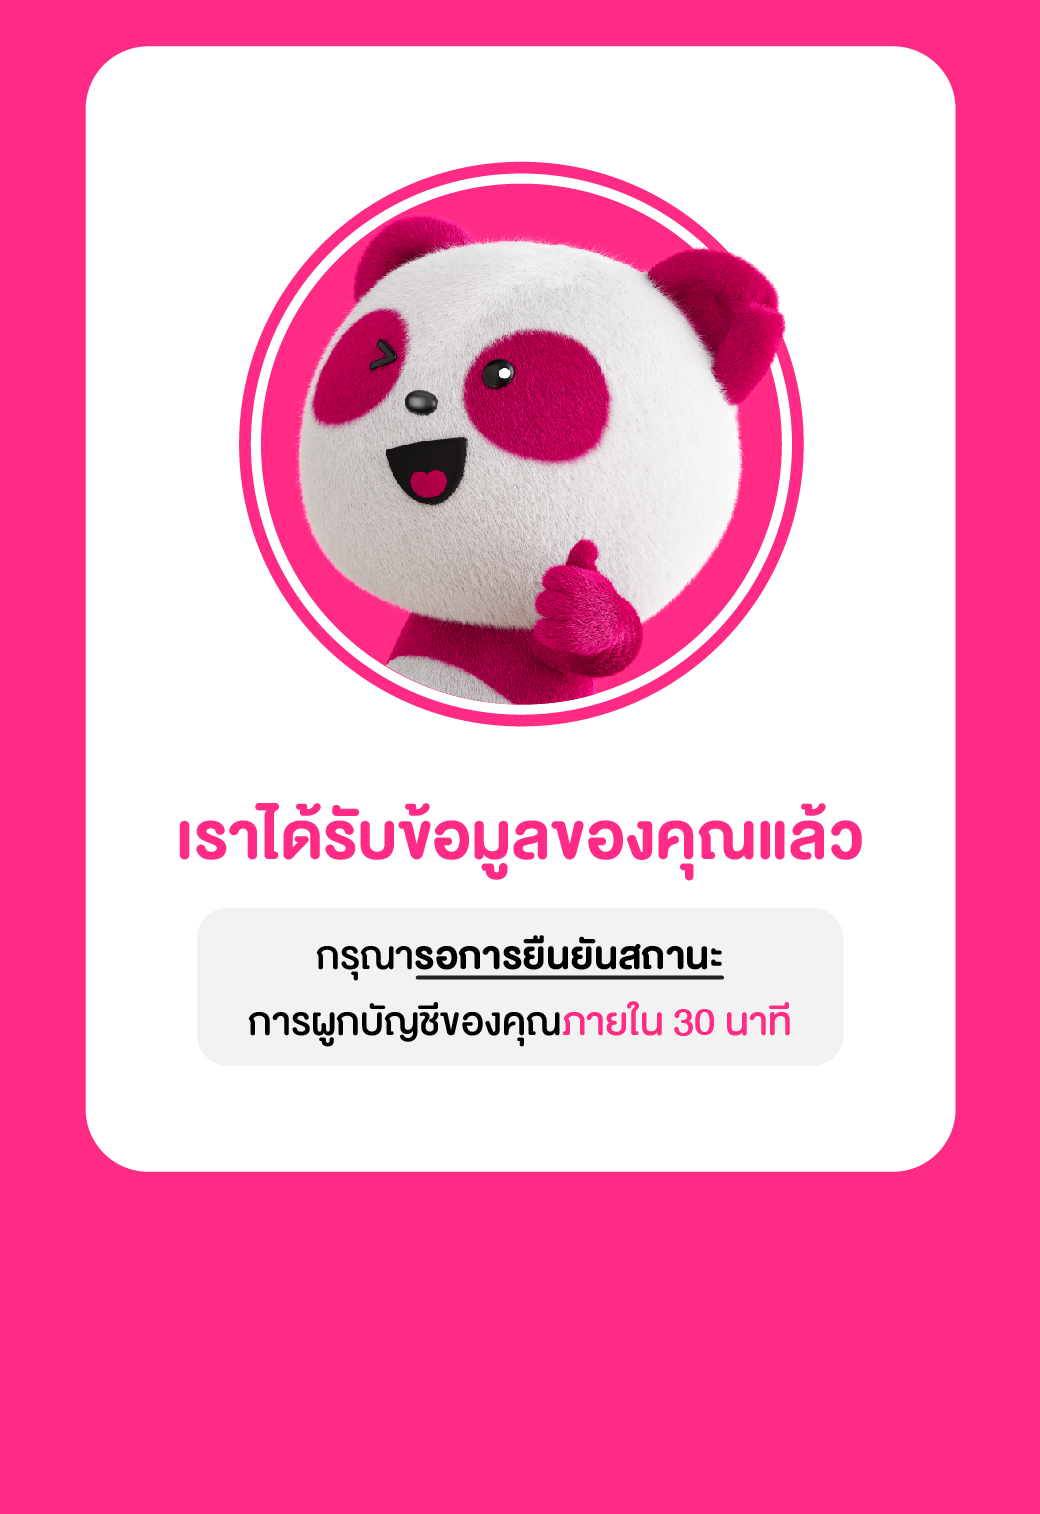 เราได้รับข้อมูลของคุณแล้ว
กรุณารอการยืนยันสถานะ
การผูกบัญชีของคุณภายใน 30 นาที